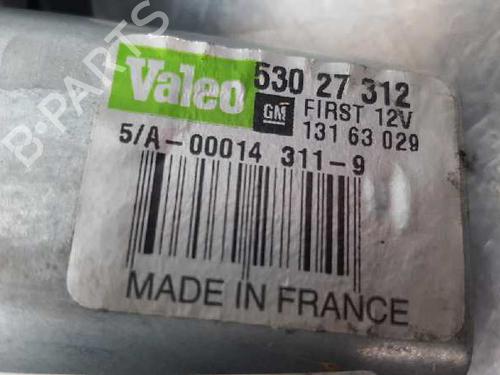 Valeo 530 27 312
GM FIRST 12V
131 63 029
5/A-00014 311-9
MADE IN FRANCE
B-PARTS